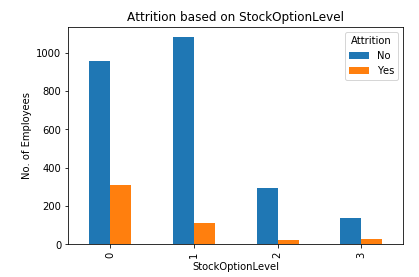 Attrition based on StockOptionLevel
Attrition
No
Yes
No. of Employees
1000
800
600
400
200
0
0
1
2
3
StockOptionLevel